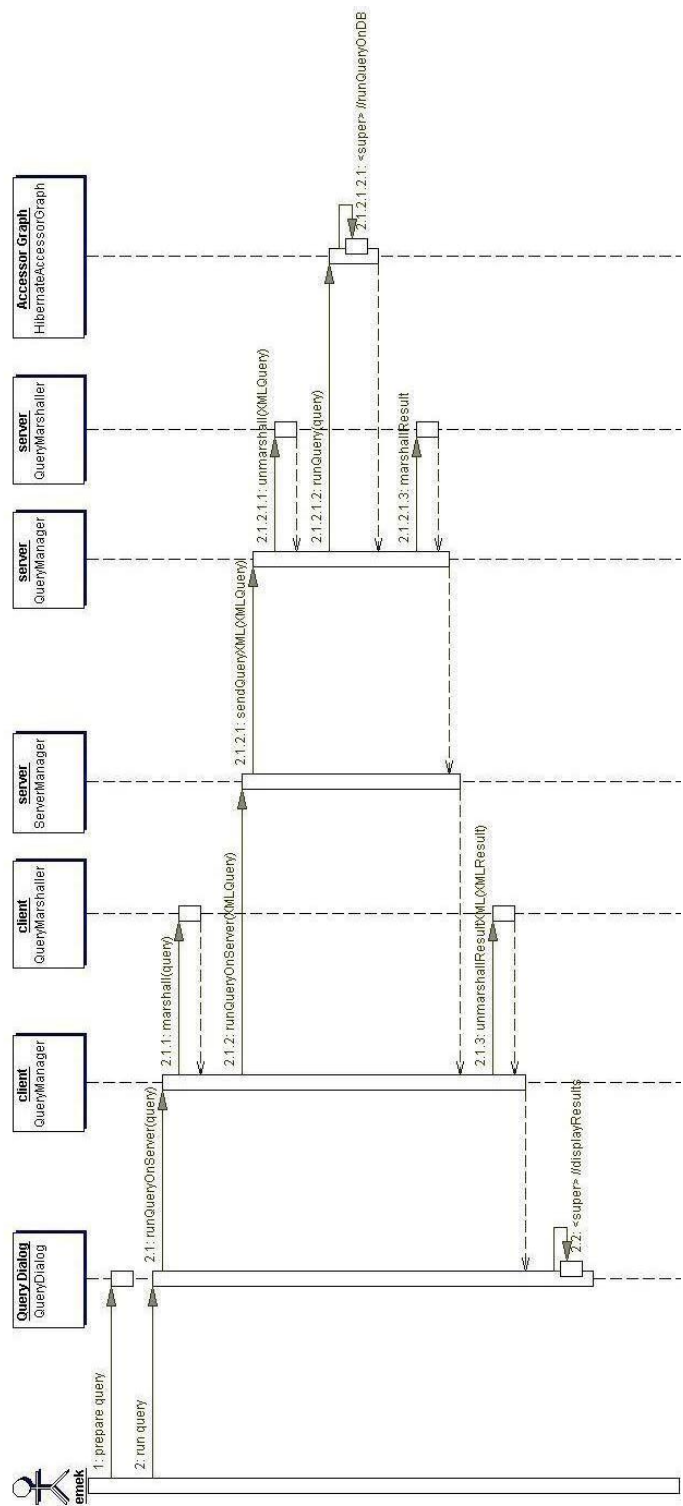 emek
Query Dialog
QueryDialog
client
QueryManager
client
QueryMarshaller
server
ServerManager
server
QueryManager
server
QueryMarshaller
Accessor Graph
HibernateAccessorGraph
1: prepare query
2: run query
2.1: runQueryOnServer(query)
2.1.1: marshall(query)
2.1.2: runQueryOnServer(XMLQuery)
2.1.2.1: sendQueryXML(XMLQuery)
2.1.2.1.1: unmarshall(XMLQuery)
2.1.2.1.2: runQuery(query)
2.1.2.1.2.1: <super> //runQueryOnDB
2.1.2.1.3: marshallResult
2.1.3: unmarshallResultXML(XMLResult)
2.2: <super> //displayResults